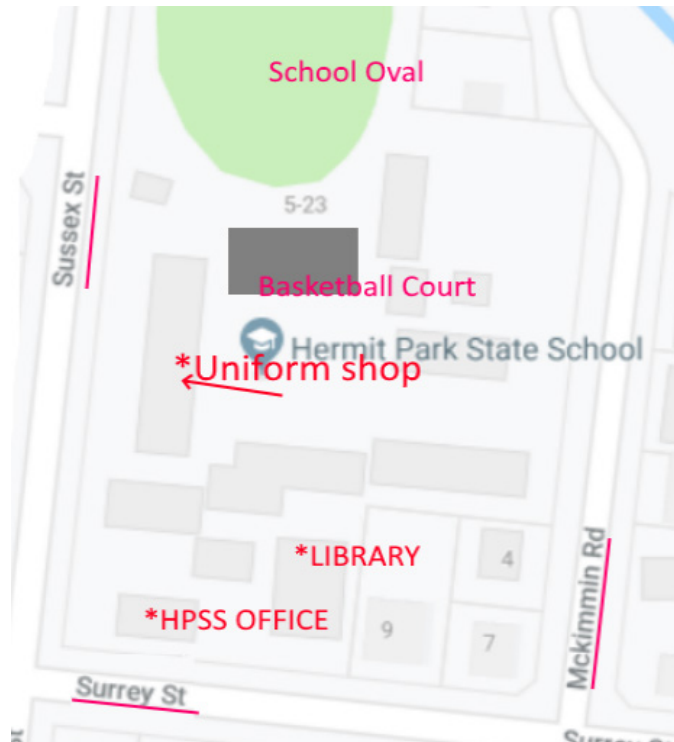 School Oval
5-23
Sussex St
Basketball Court
Hermit Park State School
*Uniform shop
*LIBRARY
4
*HPSS OFFICE
9
7
Mckimmin Rd
Surrey St